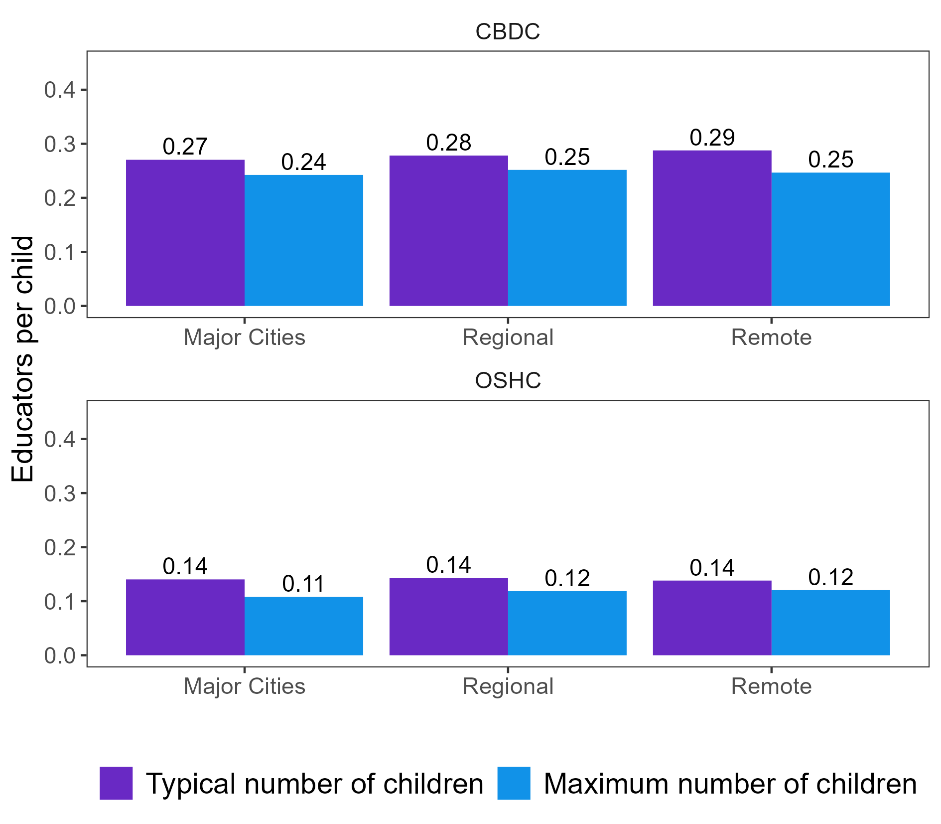 CBDC
Educators per child
0.4
0.3
0.2
0.1
0.0
0.27
0.24
0.28
0.25
0.29
0.25
Major Cities
Regional
Remote
OSHC
0.4
0.3
0.2
0.1
0.0
0.14
0.11
0.14
0.12
0.14
0.12
Major Cities
Regional
Remote
Typical number of children
Maximum number of children